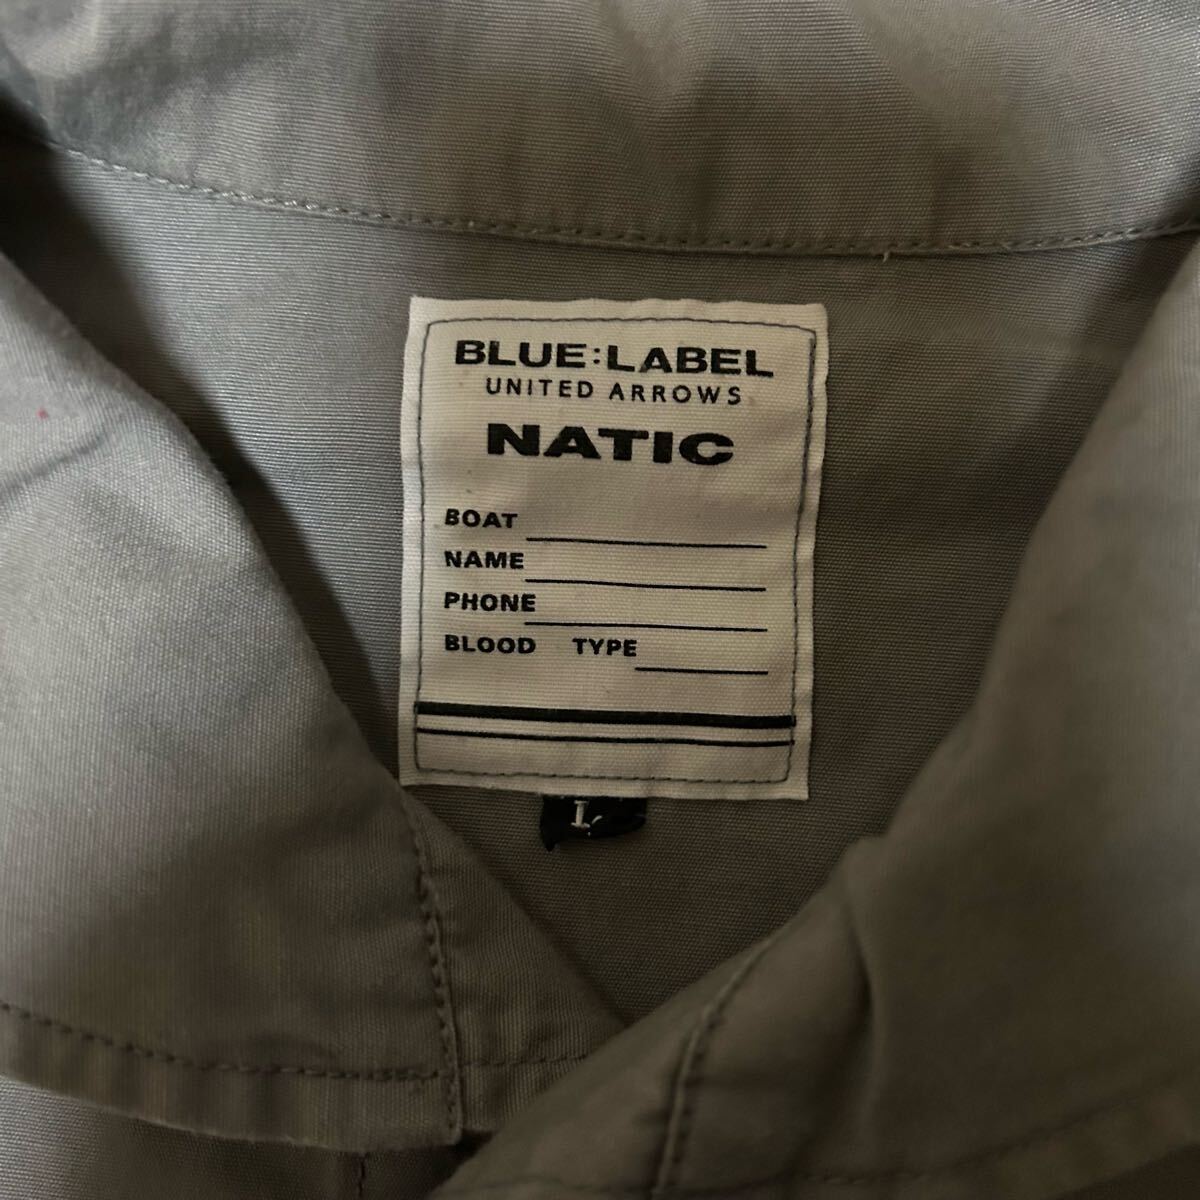 BLUE:LABEL
UNITED ARROWS
NATIC
BOAT
NAME
PHONE
BLOOD TYPE
L